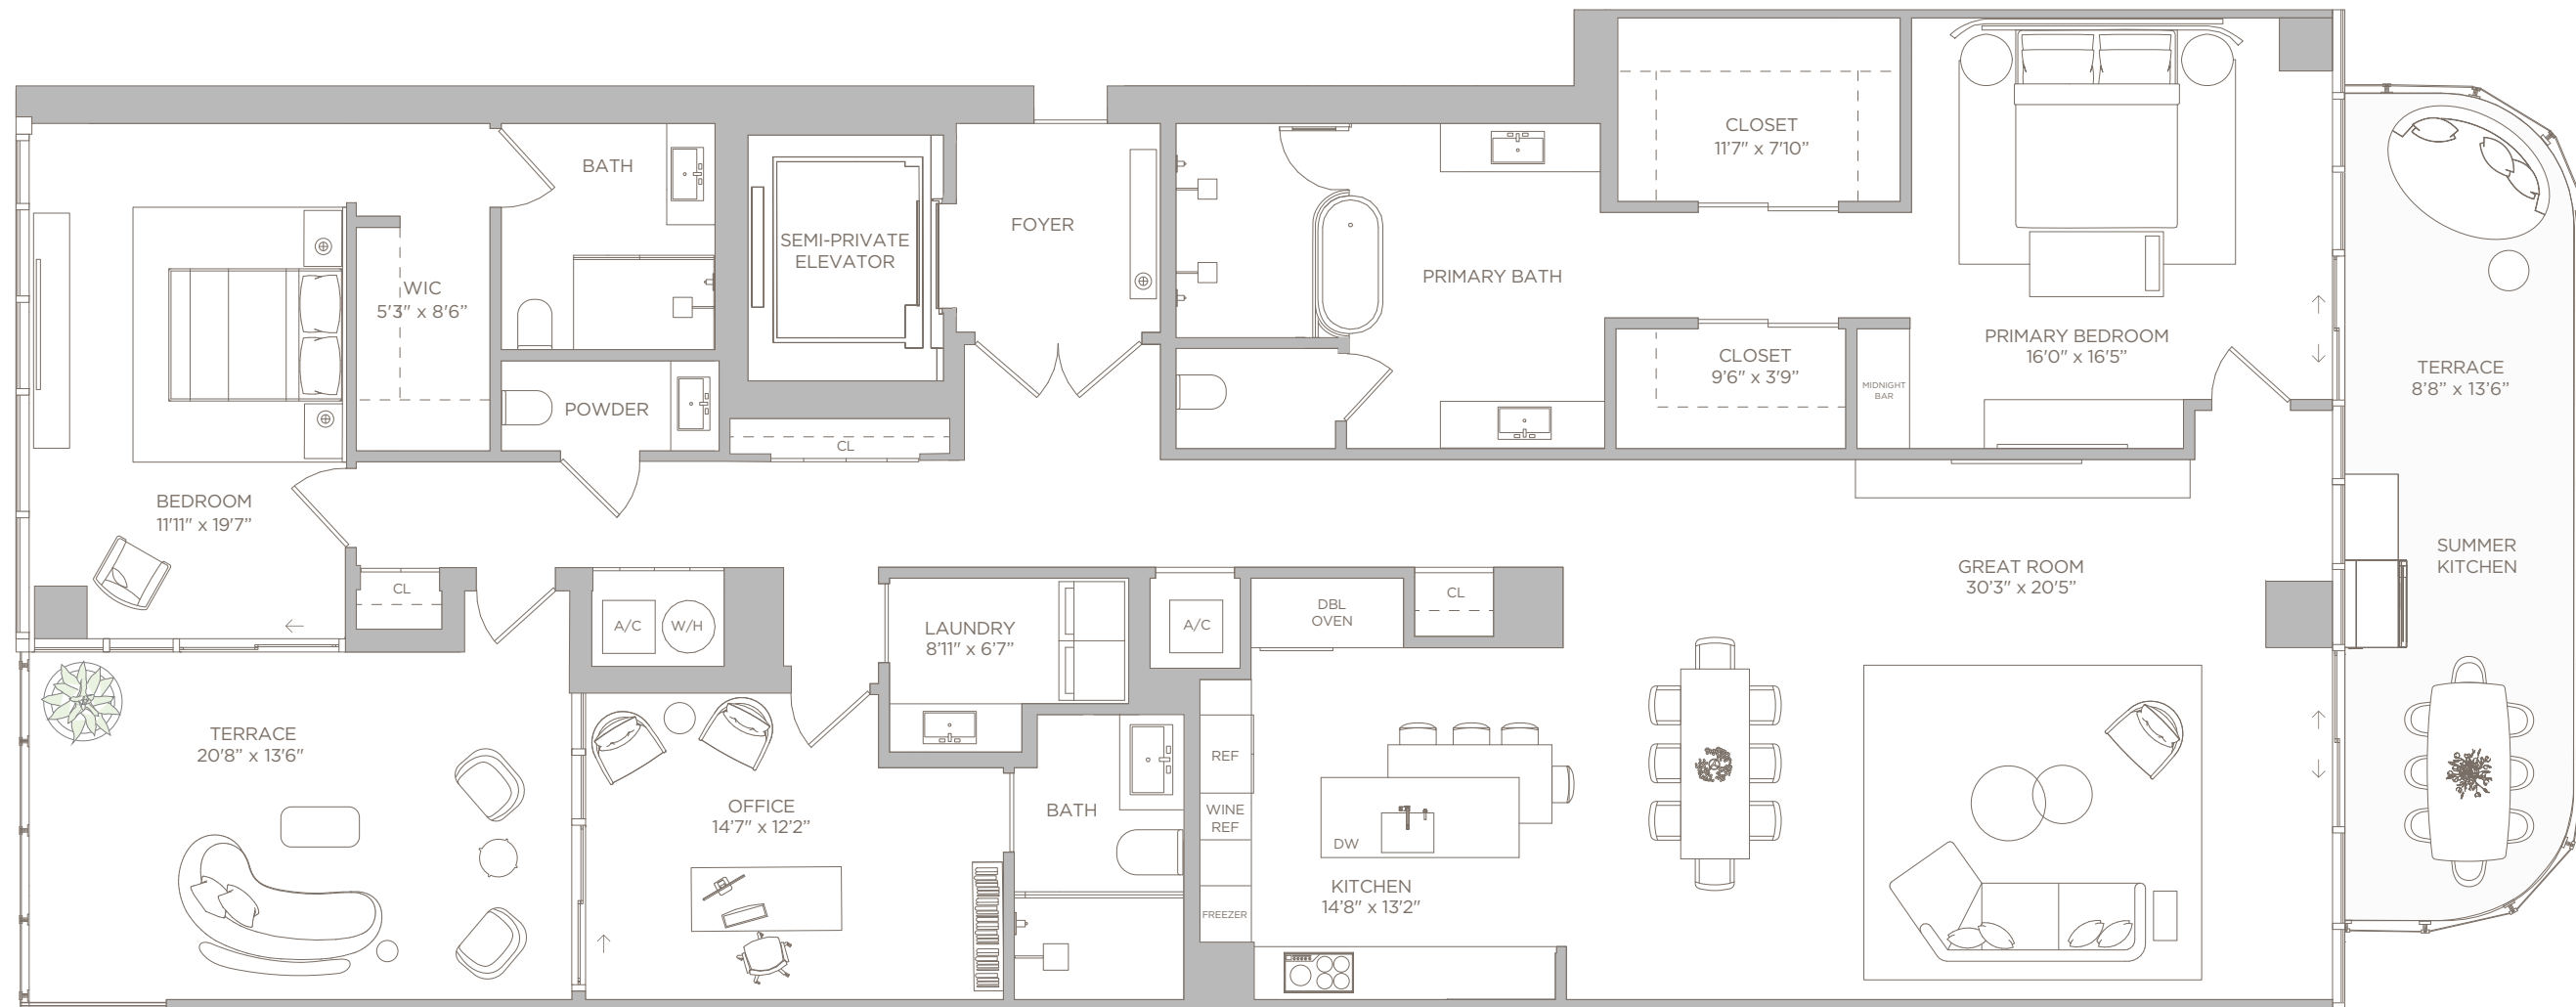 CLOSET
11'7" x 7'10”
BATH
FOYER
SEMI-PRIVATE
ELEVATOR
PRIMARY BATH
WIC
5'3" x 8'6”
PRIMARY BEDROOM
16'0" x 16'5”
CLOSET
9'6" x 3'9”
MIDNIGHT
BAR
TERRACE
8’8” x 13’6”
POWDER
CL
BEDROOM
11'11" x 19'7”
SUMMER
KITCHEN
GREAT ROOM
30'3" x 20'5”
CL
A/C
W/H
LAUNDRY
8’11" x 6’7”
A/C
DBL
OVEN
CL
TERRACE
20'8” x 13’6"
REF
OFFICE
14’7" x 12’2”
BATH
WINE
REF
DW
KITCHEN
14’8" x 13’2"
FREEZER